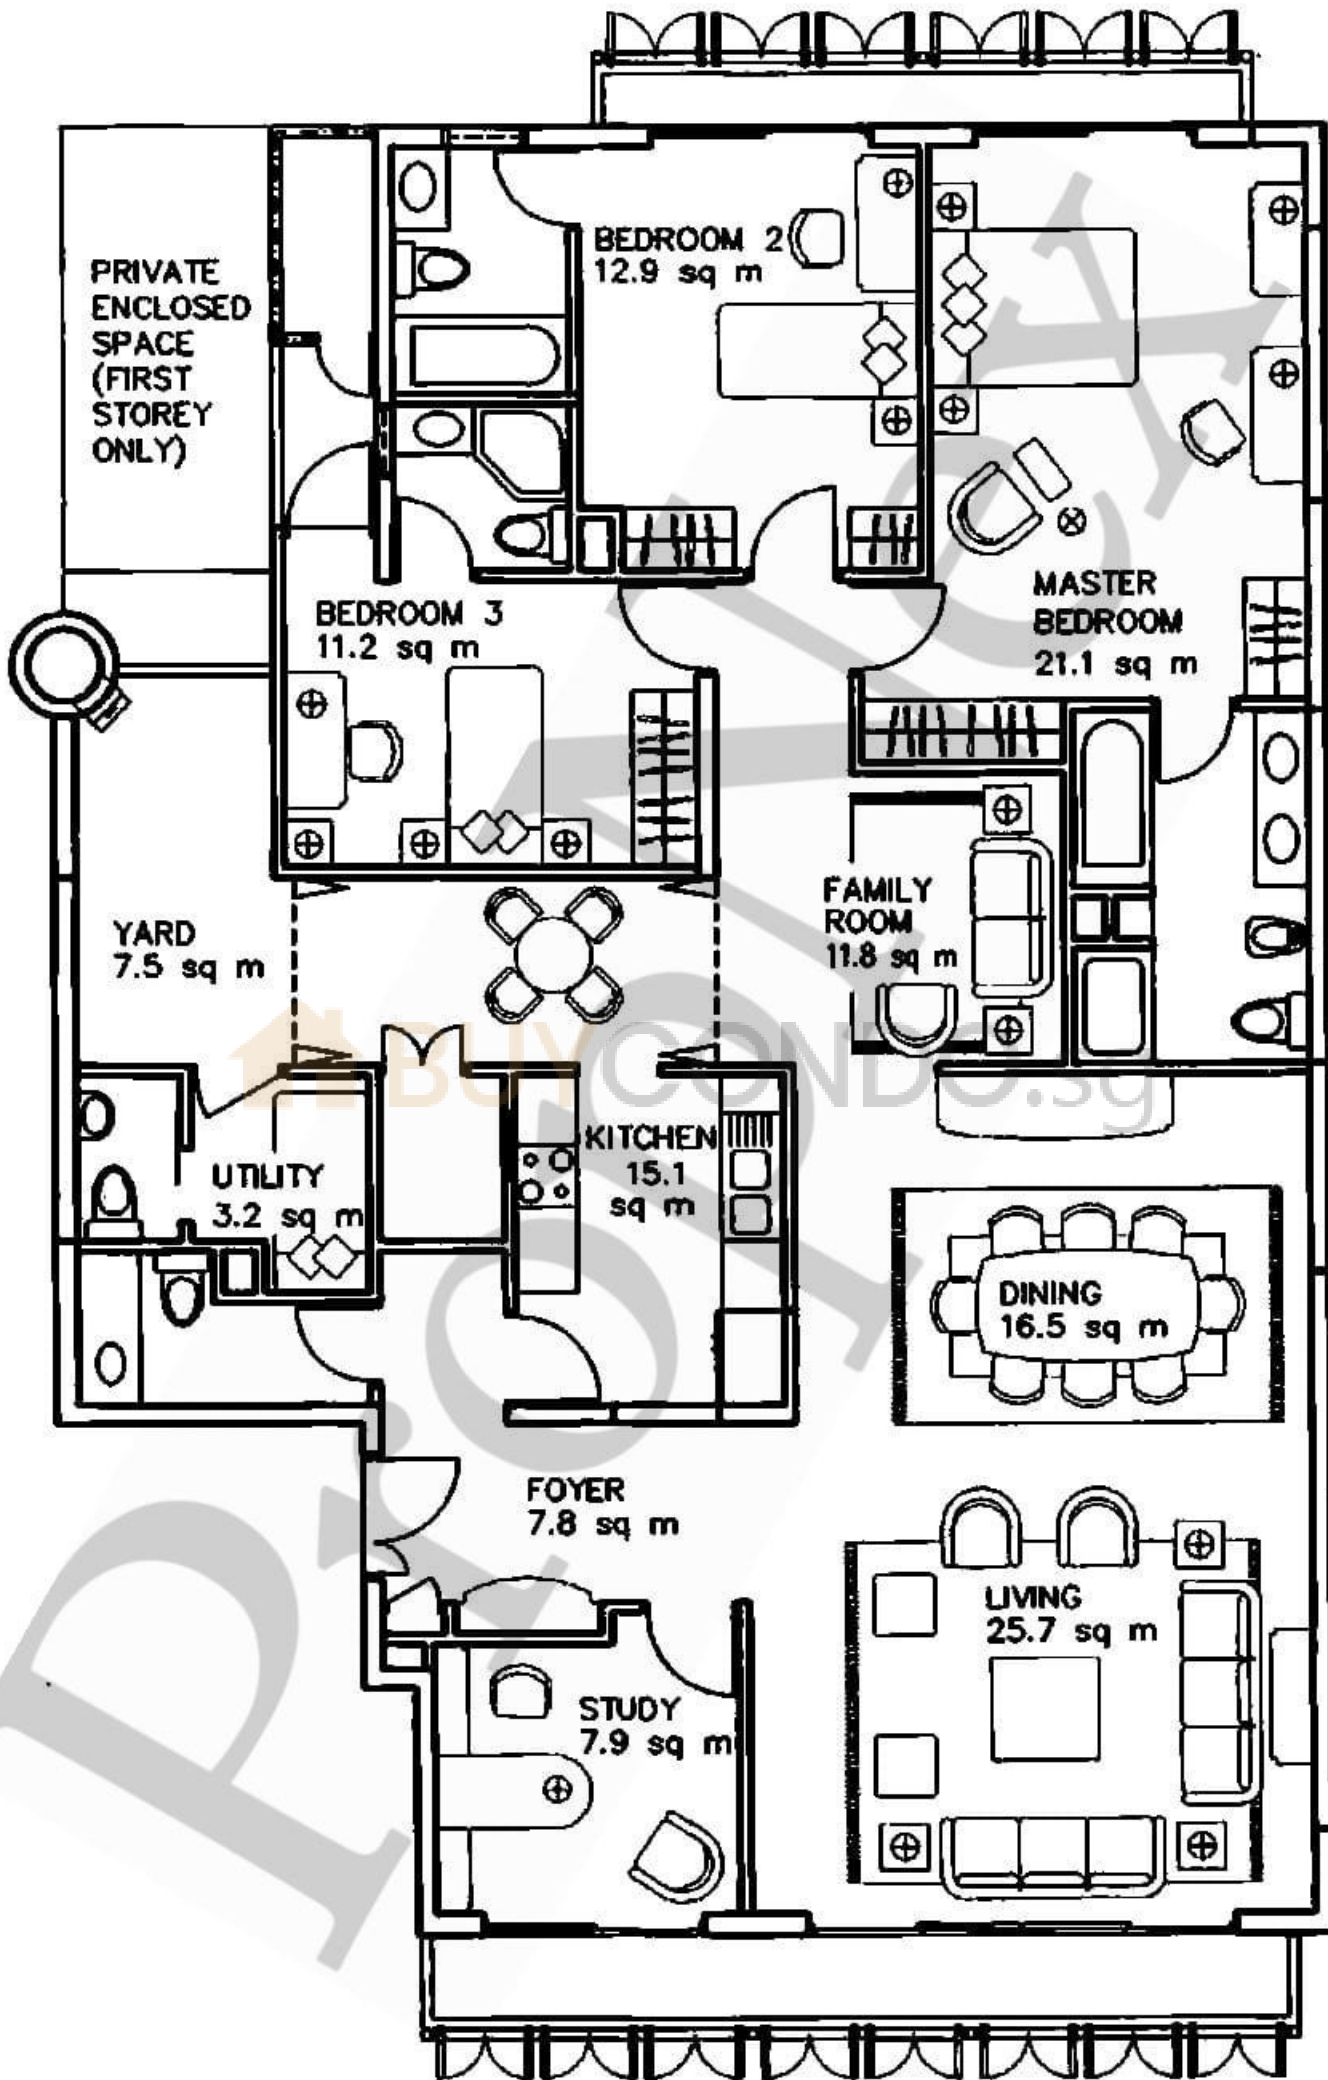 PRIVATE
ENCLOSED
SPACE
(FIRST
STOREY
ONLY)
BEDROOM 2
12.9 sq m
MASTER
BEDROOM
21.1 sq m
BEDROOM 3
11.2 sq m
FAMILY
ROOM
11.8 sq m
YARD
7.5 sq m
BUYCONDO.sg
KITCHEN
15.1
sq m
UTILITY
3.2 sq m
DINING
16.5 sq m
FOYER
7.8 sq m
LIVING
25.7 sq m
STUDY
7.9 sq m
PropNex